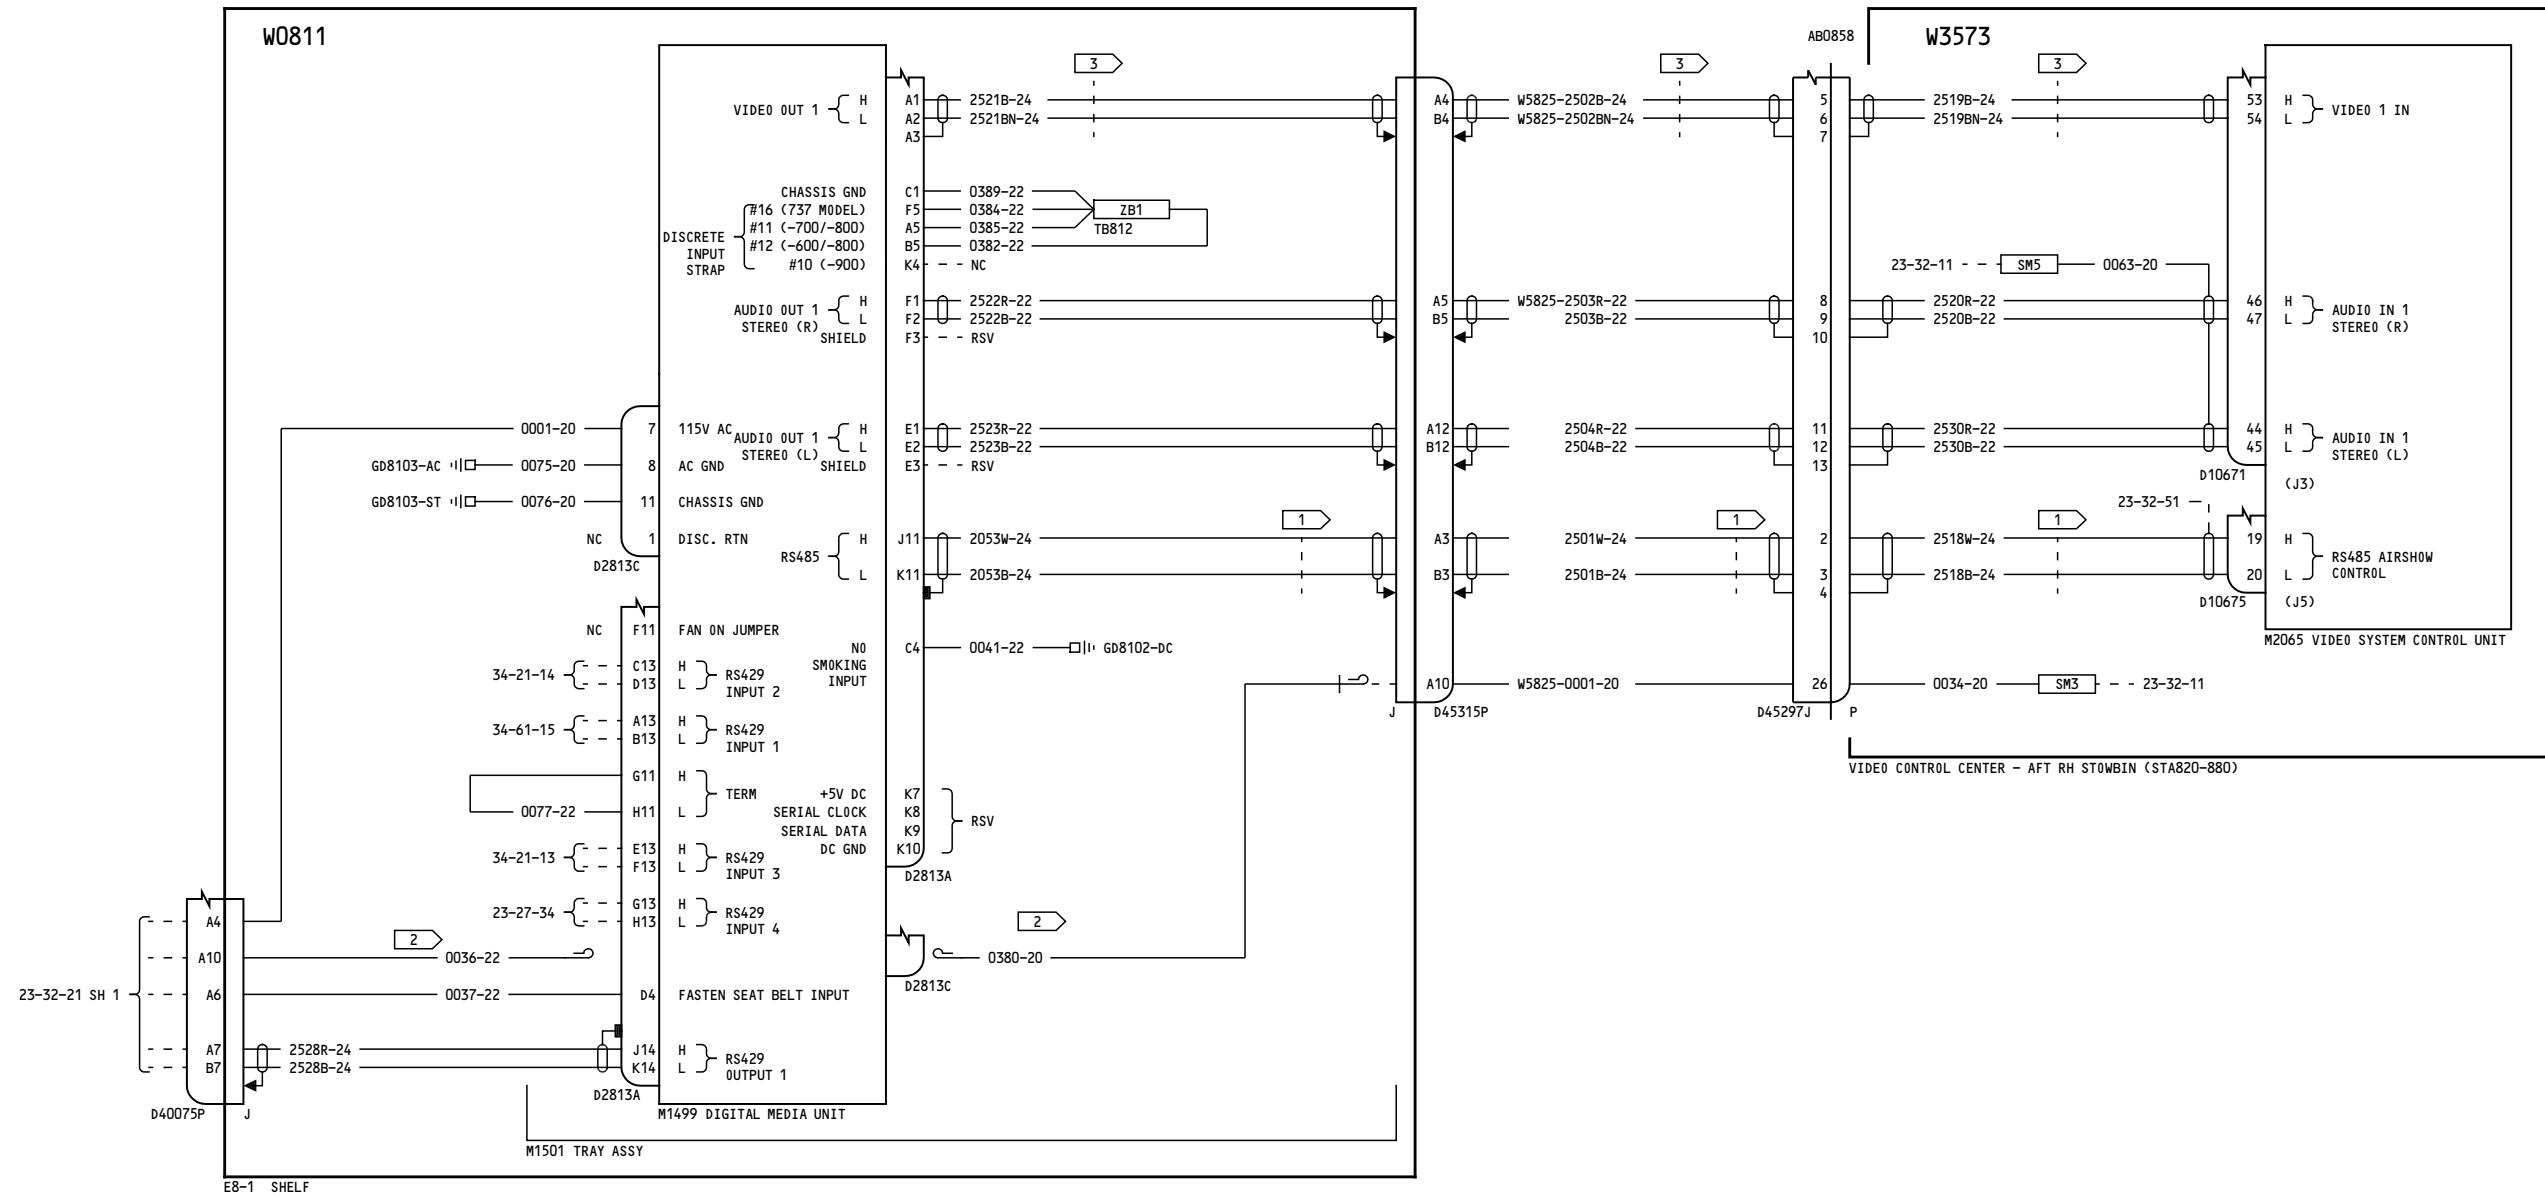 W0811
AB0858
W3573
3
3
3
VIDEO OUT 1
H
L
A1
A2
A3
2521B-24
2521BN-24
A4
B4
W5825-2502B-24
W5825-2502BN-24
5
6
7
2519B-24
2519BN-24
53
54
H
L
VIDEO 1 IN
CHASSIS GND
#16 (737 MODEL)
#11 (-700/-800)
#12 (-600/-800)
#10 (-900)
DISCRETE
INPUT
STRAP
C1
F5
A5
B5
K4
0389-22
0384-22
0385-22
0382-22
NC
ZB1
TB812
23-32-11
SM5
0063-20
AUDIO OUT 1
STEREO (R)
H
L
SHIELD
F1
F2
F3
2522R-22
2522B-22
RSV
A5
B5
W5825-2503R-22
2503B-22
8
9
10
2520R-22
2520B-22
46
47
H
L
AUDIO IN 1
STEREO (R)
0001-20
7
115V AC
AUDIO OUT 1
STEREO (L)
H
L
SHIELD
E1
E2
E3
2523R-22
2523B-22
RSV
A12
B12
2504R-22
2504B-22
11
12
13
2530R-22
2530B-22
44
45
H
L
AUDIO IN 1
STEREO (L)
D10671
(J3)
GD8103-AC
0075-20
8
AC GND
GD8103-ST
0076-20
11
CHASSIS GND
NC
1
DISC. RTN
D2813C
23-32-51
1
1
1
RS485
H
L
J11
K11
2053W-24
2053B-24
A3
B3
2501W-24
2501B-24
2
3
4
2518W-24
2518B-24
19
20
H
L
RS485 AIRSHOW
CONTROL
D10675
(J5)
M2065 VIDEO SYSTEM CONTROL UNIT
NC
F11
FAN ON JUMPER
NO
SMOKING
INPUT
C4
0041-22
GD8102-DC
34-21-14
C13
D13
H
L
RS429
INPUT 2
A10
W5825-0001-20
26
0034-20
SM3
23-32-11
J
D45315P
D45297J
P
34-61-15
A13
B13
H
L
RS429
INPUT 1
VIDEO CONTROL CENTER - AFT RH STOWBIN (STA820-880)
0077-22
G11
H11
H
L
TERM
+5V DC
SERIAL CLOCK
SERIAL DATA
DC GND
K7
K8
K9
K10
RSV
D2813A
34-21-13
E13
F13
H
L
RS429
INPUT 3
23-27-34
G13
H13
H
L
RS429
INPUT 4
2
0380-20
D2813C
23-32-21 SH 1
A4
A10
A6
A7
B7
2
0036-22
0037-22
D4
FASTEN SEAT BELT INPUT
2528R-24
2528B-24
J14
K14
H
L
RS429
OUTPUT 1
D2813A
D40075P
J
M1499 DIGITAL MEDIA UNIT
M1501 TRAY ASSY
E8-1 SHELF